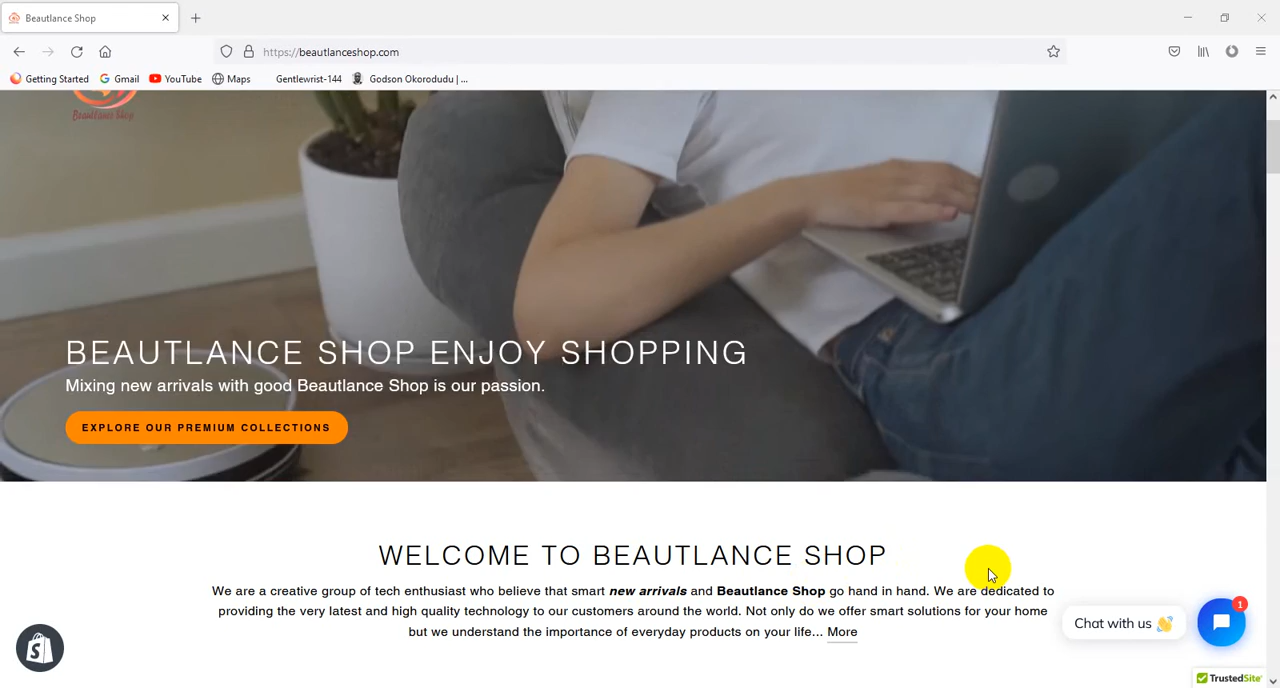 Beautlance Shop
https://beautlanceshop.com
Getting Started
Gmail
YouTube
Maps
Gentlewrist-144
Godson Okorodudu | ...
Beautlance Shop
BEAUTLANCE SHOP ENJOY SHOPPING
Mixing new arrivals with good Beautlance Shop is our passion.
EXPLORE OUR PREMIUM COLLECTIONS
WELCOME TO BEAUTLANCE SHOP
We are a creative group of tech enthusiast who believe that smart new arrivals and Beautlance Shop go hand in hand. We are dedicated to
providing the very latest and high quality technology to our customers around the world. Not only do we offer smart solutions for your home
but we understand the importance of everyday products on your life... More
Chat with us 👋
1
TrustedSite